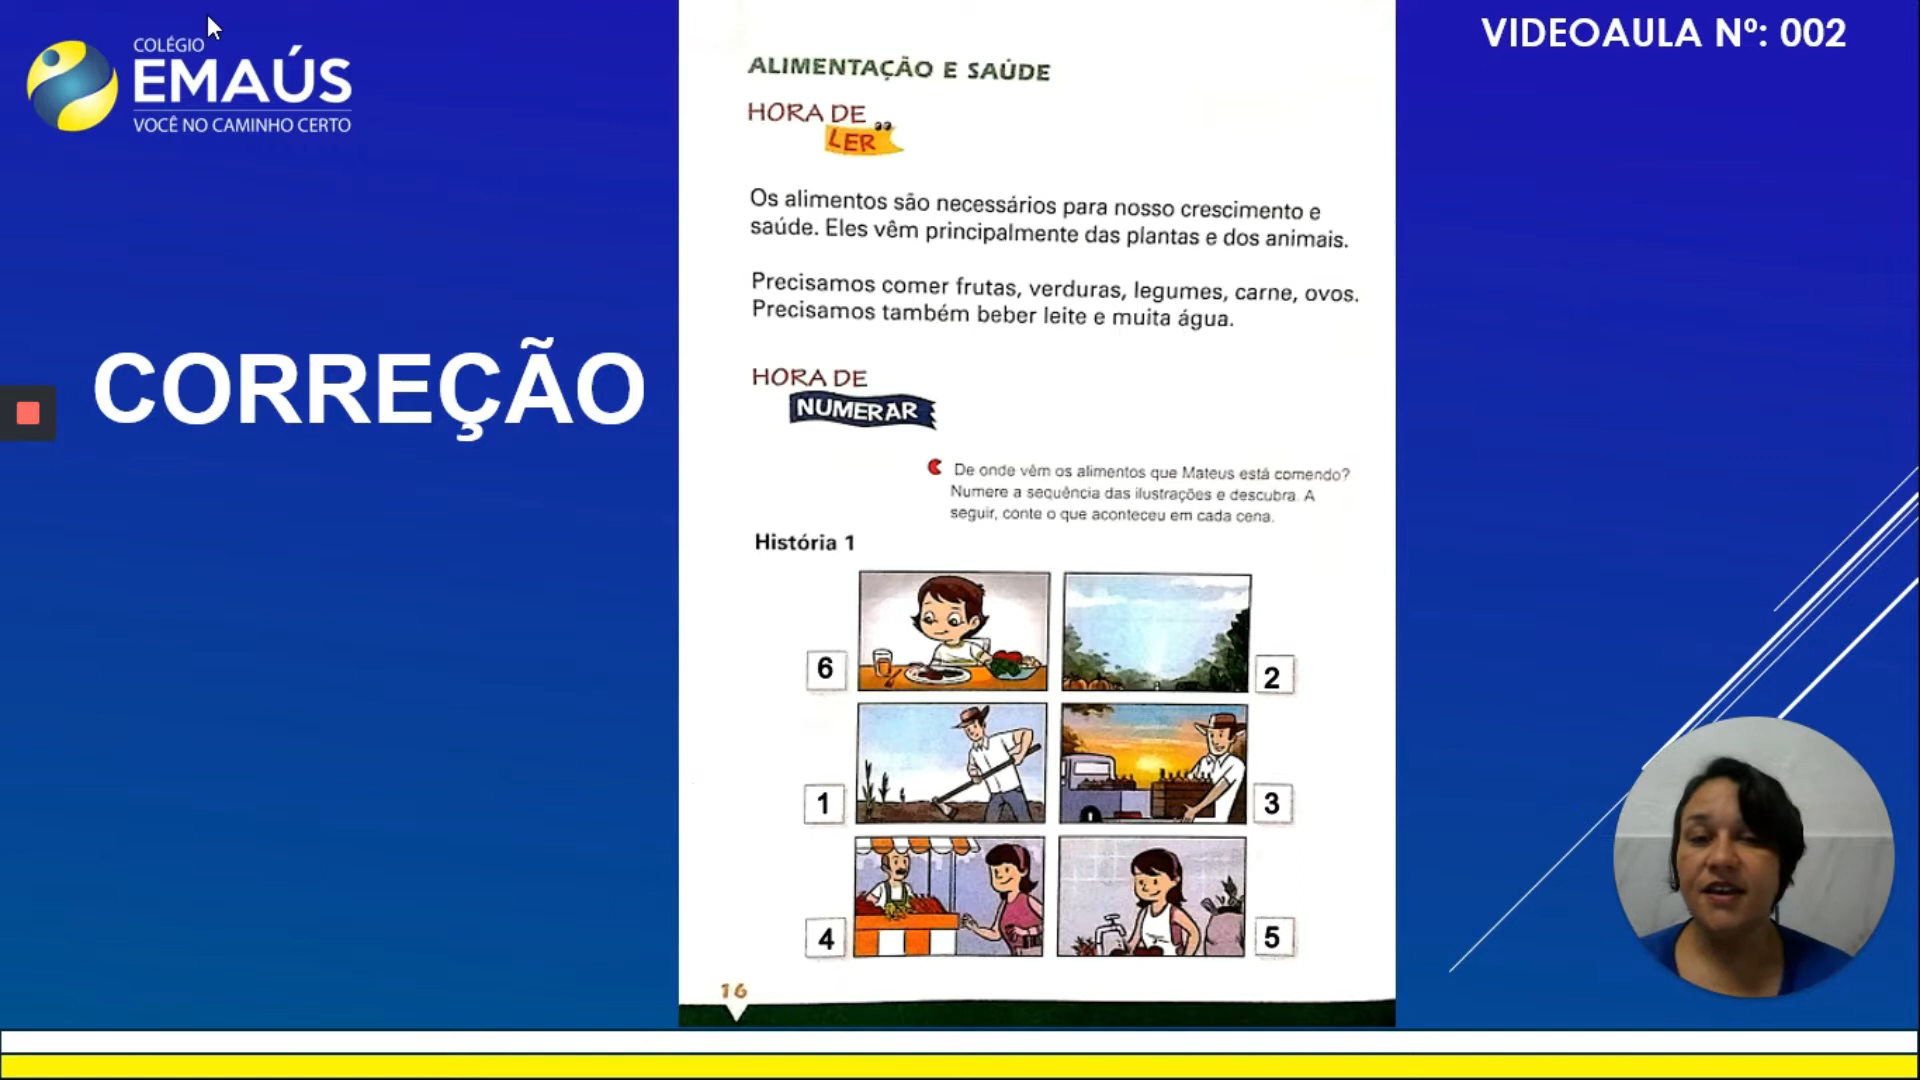 COLÉGIO
EMAÚS
VOCÊ NO CAMINHO CERTO
VIDEOAULA Nº: 002
CORREÇÃO
ALIMENTAÇÃO E SAÚDE
HORA DE
LER
Os alimentos são necessários para nosso crescimento e
saúde. Eles vêm principalmente das plantas e dos animais.
Precisamos comer frutas, verduras, legumes, carne, ovos.
Precisamos também beber leite e muita água.
HORA DE
NUMERAR
De onde vêm os alimentos que Mateus está comendo?
Numere a sequência das ilustrações e descubra. A
seguir, conte o que aconteceu em cada cena.
História 1
6
2
1
3
4
5
16